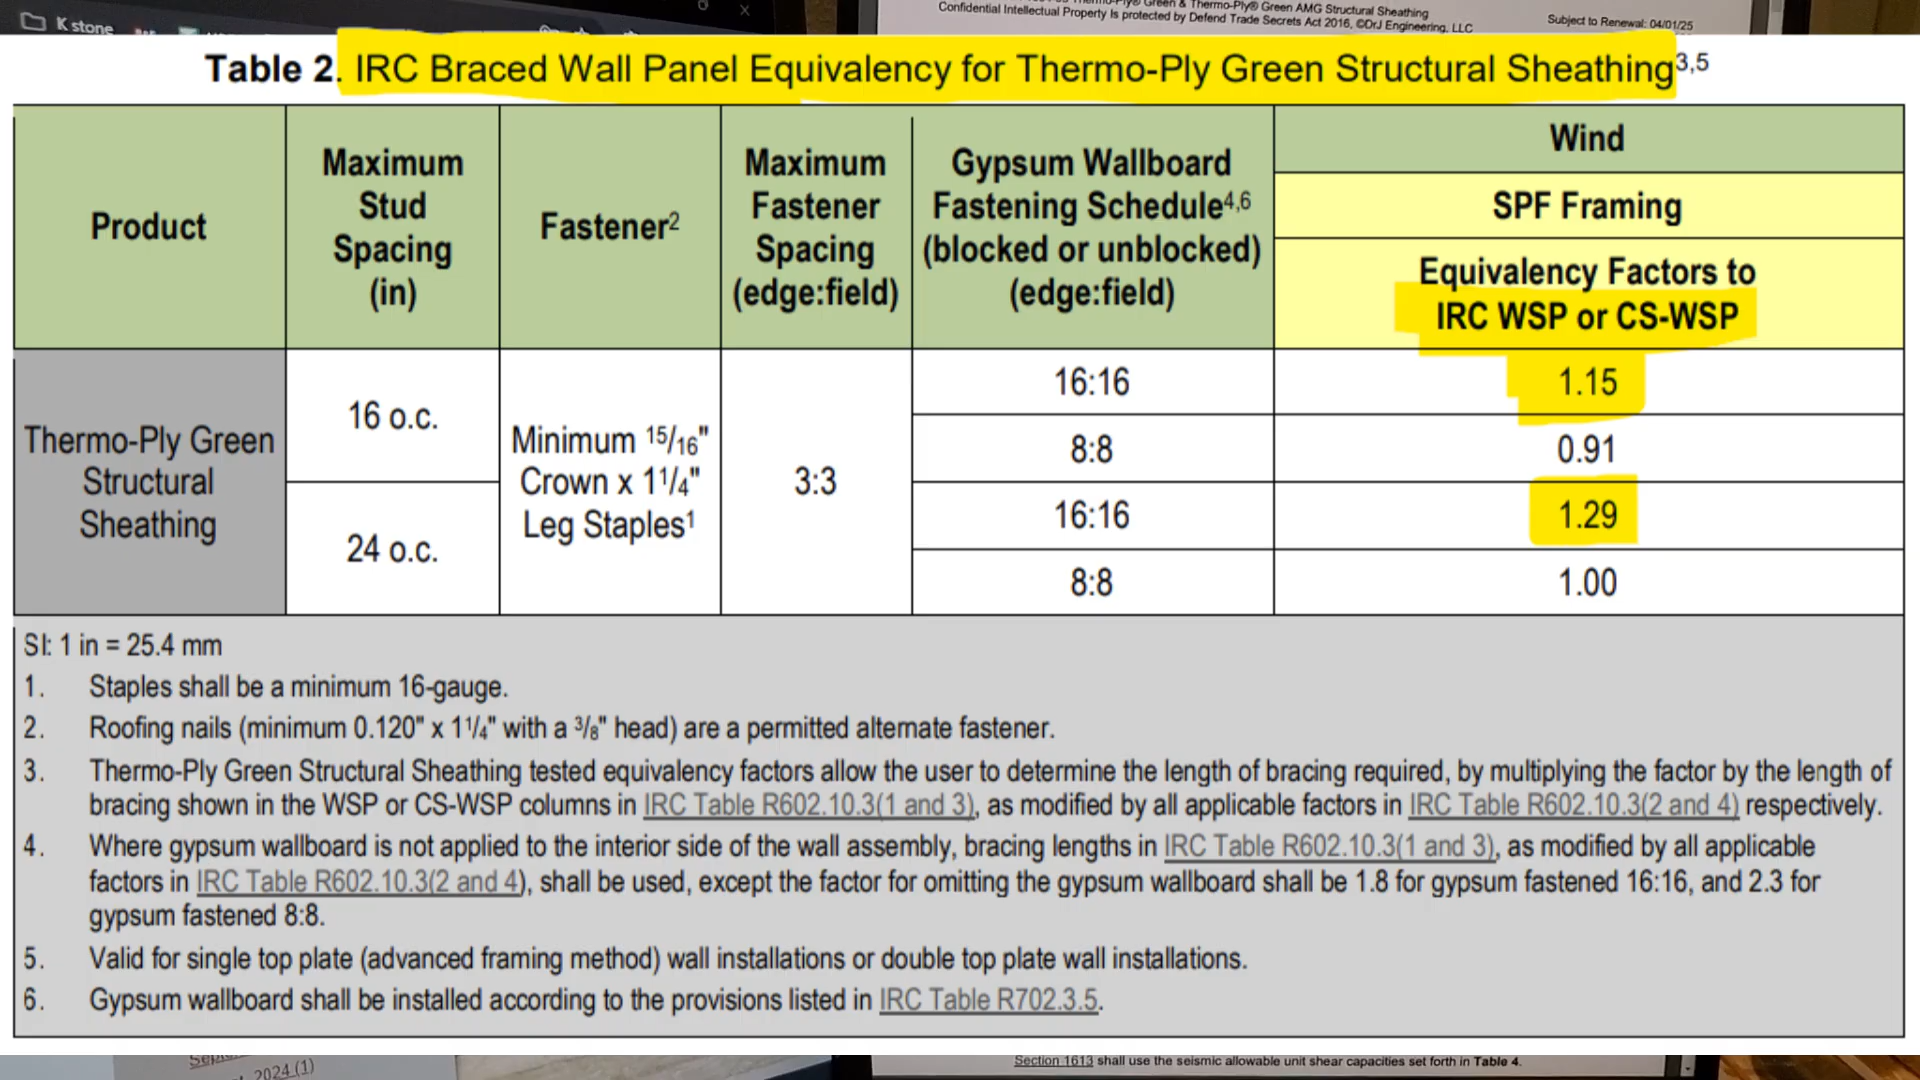 K stone
Thermo-Ply® Green & Thermo-Ply® Green AMG Structural Sheathing
Confidential Intellectual Property Is protected by Defend Trade Secrets Act 2016, ©DrJ Engineering, LLC
Subject to Renewal: 04/01/25
Table 2. IRC Braced Wall Panel Equivalency for Thermo-Ply Green Structural Sheathing3,5
Product
Maximum
Stud
Spacing
(in)
Fastener2
Maximum
Fastener
Spacing
(edge:field)
Gypsum Wallboard
Fastening Schedule4,6
(blocked or unblocked)
(edge:field)
Wind
SPF Framing
Equivalency Factors to
IRC WSP or CS-WSP
Thermo-Ply Green
Structural
Sheathing
16 o.c.
24 o.c.
Minimum 15/16"
Crown x 11/4"
Leg Staples1
3:3
16:16
1.15
8:8
0.91
16:16
1.29
8:8
1.00
SI: 1 in = 25.4 mm
1. Staples shall be a minimum 16-gauge.
2. Roofing nails (minimum 0.120" x 11/4" with a 3/8" head) are a permitted alternate fastener.
3. Thermo-Ply Green Structural Sheathing tested equivalency factors allow the user to determine the length of bracing required, by multiplying the factor by the length of
bracing shown in the WSP or CS-WSP columns in IRC Table R602.10.3(1 and 3), as modified by all applicable factors in IRC Table R602.10.3(2 and 4) respectively.
4. Where gypsum wallboard is not applied to the interior side of the wall assembly, bracing lengths in IRC Table R602.10.3(1 and 3), as modified by all applicable
factors in IRC Table R602.10.3(2 and 4), shall be used, except the factor for omitting the gypsum wallboard shall be 1.8 for gypsum fastened 16:16, and 2.3 for
gypsum fastened 8:8.
5. Valid for single top plate (advanced framing method) wall installations or double top plate wall installations.
6. Gypsum wallboard shall be installed according to the provisions listed in IRC Table R702.3.5.
2024 (1)
Section 1613 shall use the seismic allowable unit shear capacities set forth in Table 4.